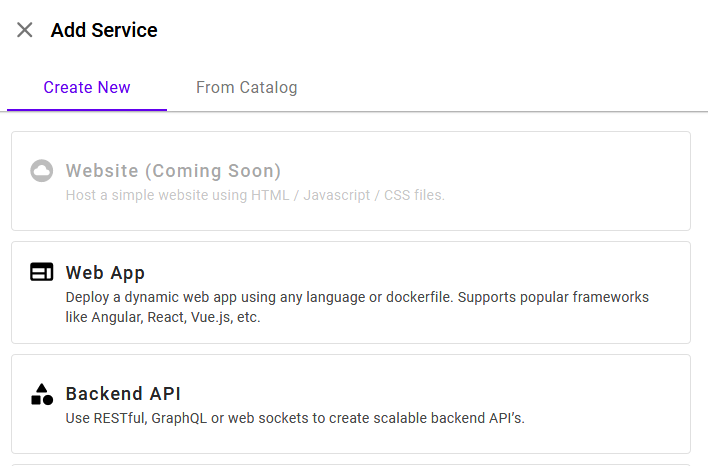 Add Service
Create New
From Catalog
Website (Coming Soon)
Host a simple website using HTML / Javascript / CSS files.
Web App
Deploy a dynamic web app using any language or dockerfile. Supports popular frameworks
like Angular, React, Vue.js, etc.
Backend API
Use RESTful, GraphQL or web sockets to create scalable backend API’s.